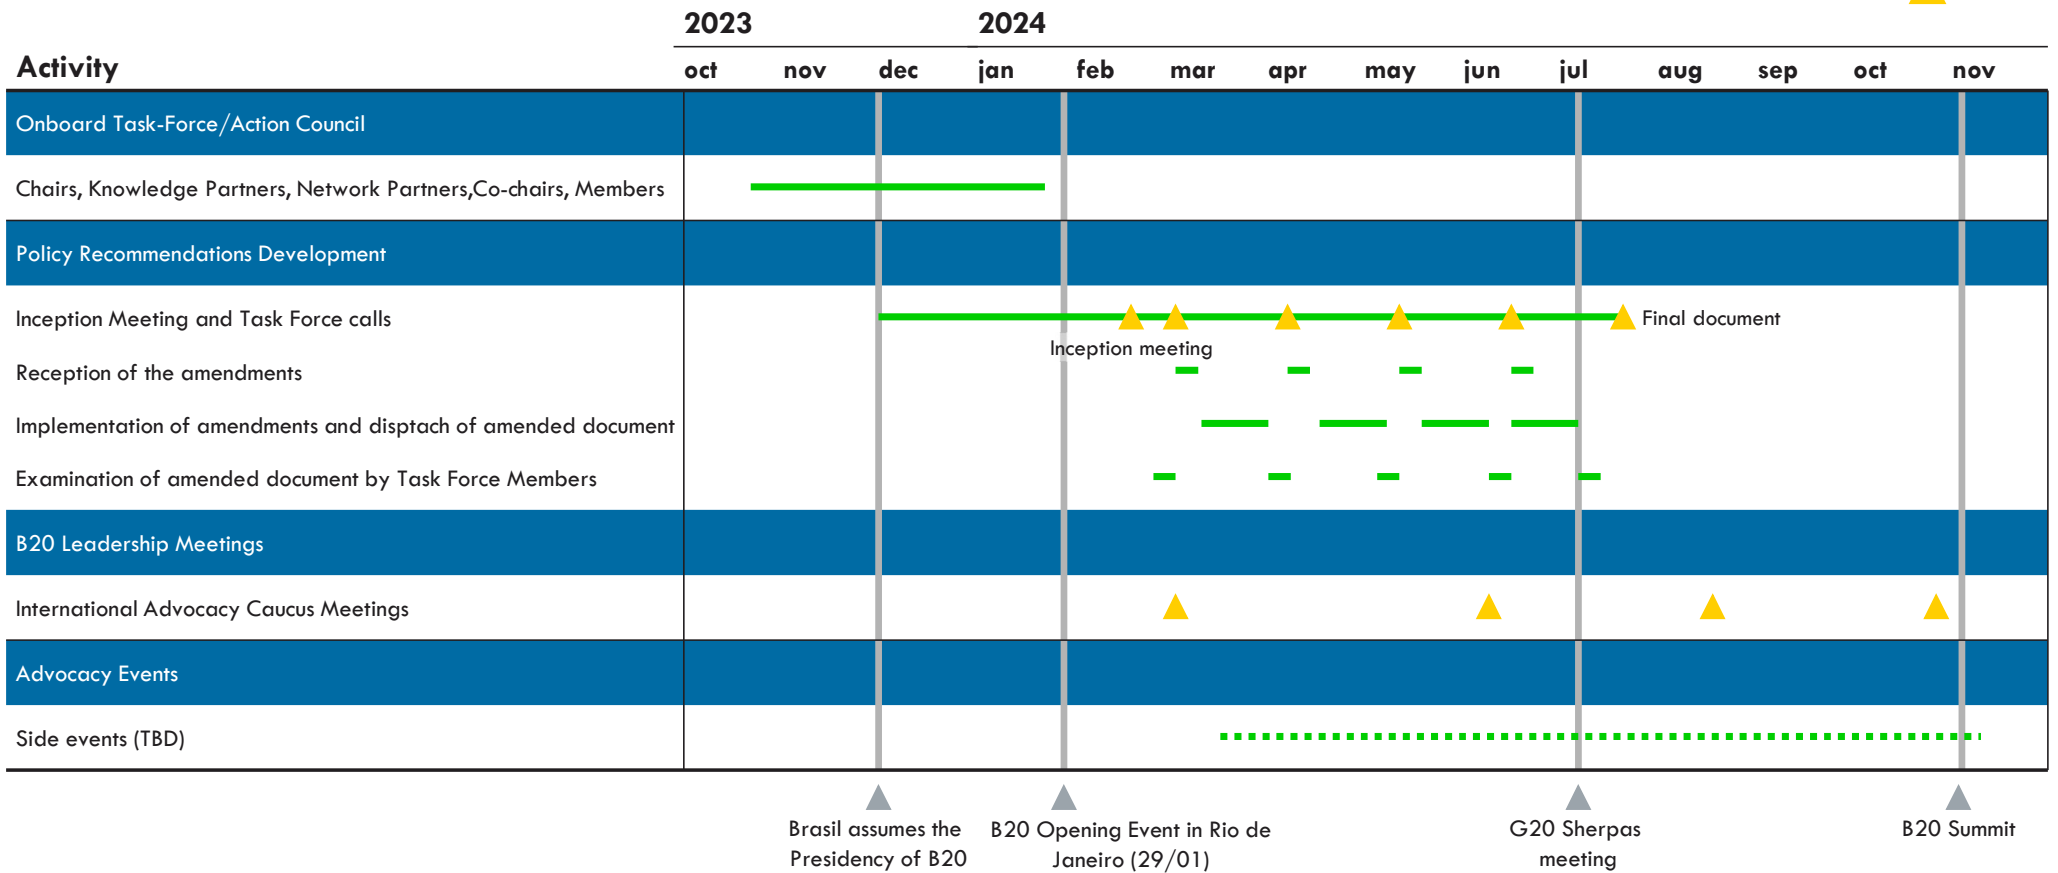 2023 2024
Activity oct nov dec jan feb mar apr may jun jul aug sep oct nov
Onboard Task-Force/Action Council
Chairs, Knowledge Partners, Network Partners,Co-chairs, Members
Policy Recommendations Development
Inception Meeting and Task Force calls Final document
Inception meeting
Reception of the amendments
Implementation of amendments and disptach of amended document
Examination of amended document by Task Force Members
B20 Leadership Meetings
International Advocacy Caucus Meetings
Advocacy Events
Side events (TBD)
Brasil assumes the
Presidency of B20
B20 Opening Event in Rio de
Janeiro (29/01)
G20 Sherpas
meeting
B20 Summit